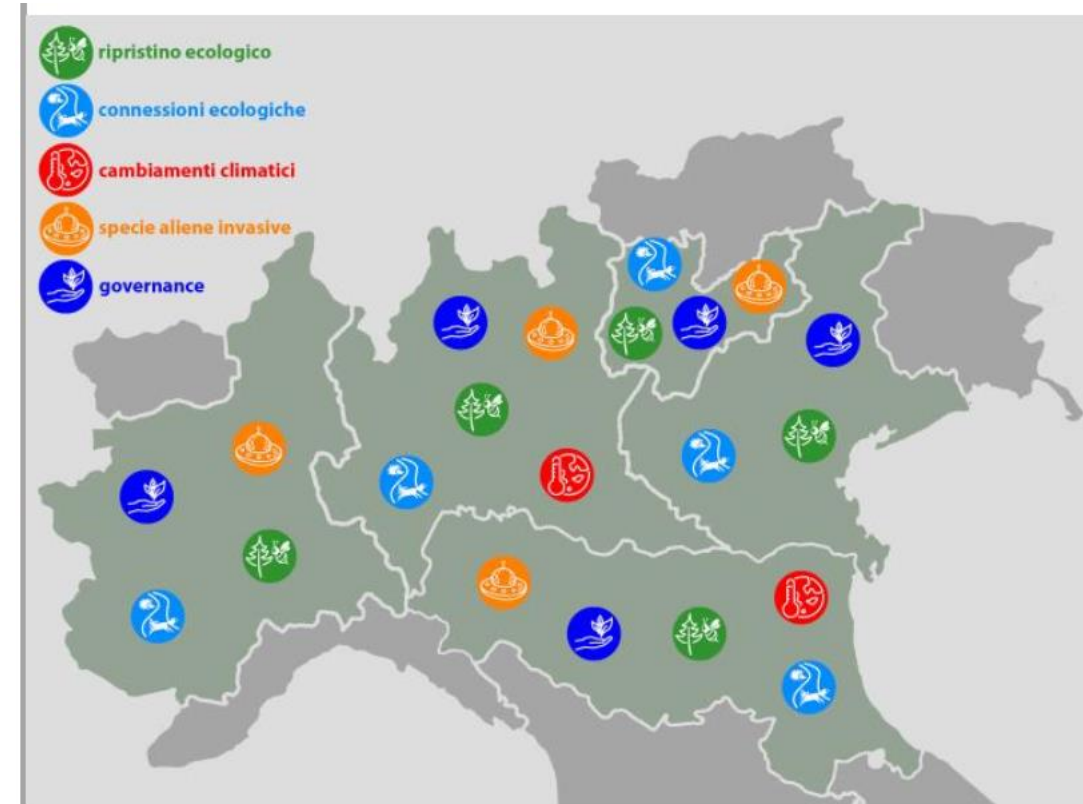 ripristino ecologico
connessioni ecologiche
cambiamenti climatici
specie aliene invasive
governance